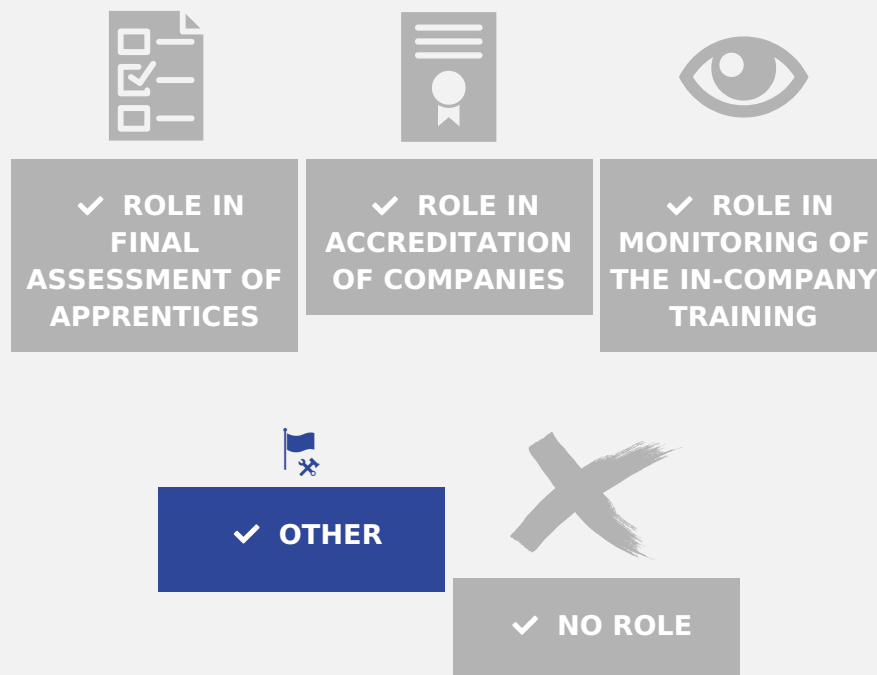 ✓ ROLE IN
FINAL
ASSESSMENT OF
APPRENTICES
✓ ROLE IN
ACCREDITATION
OF COMPANIES
✓ ROLE IN
MONITORING OF
THE IN-COMPANY
TRAINING
✓ OTHER
✓ NO ROLE